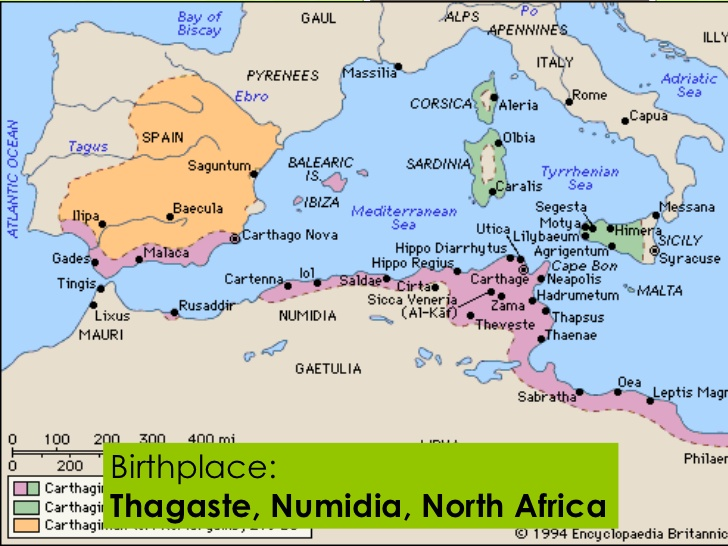 Bay of
Biscay
GAUL
ALPS
Po
APENNINES
ILLY
PYRENEES
Massilia
ITALY
Adriatic
Sea
Ebro
CORSICA
Aleria
Rome
Capua
ATLANTIC OCEAN
Tagus
SPAIN
Olbia
Saguntum
BALEARIC
IS.
SARDINIA
Tyrrhenian
Sea
Caralis
IBIZA
Mediterranean
Sea
Ilipa
Baecula
Segesta
Messana
Motya
Utica
Lilybaeum
Himera
SICILY
Carthago Nova
Hippo Diarrhytus
Agrigentum
Syracuse
Gades
Malaca
Hippo Regius
Cape Bon
Tingis
Cartenna
Iol
Saldae
Cirta
Carthage
Neapolis
MALTA
Sicca Veneria
(Al-Kāf)
Zama
Hadrumetum
Lixus
Rusaddir
NUMIDIA
Thapsus
MAURI
Theveste
Thaenae
GAETULIA
Oea
Sabratha
Leptis Magn
0 100 200 300 400 mi
0 200
Philaen
Birthplace:
Thagaste, Numidia, North Africa
Carthagi
Carthagi
Carthagi
© 1994 Encyclopaedia Britannic